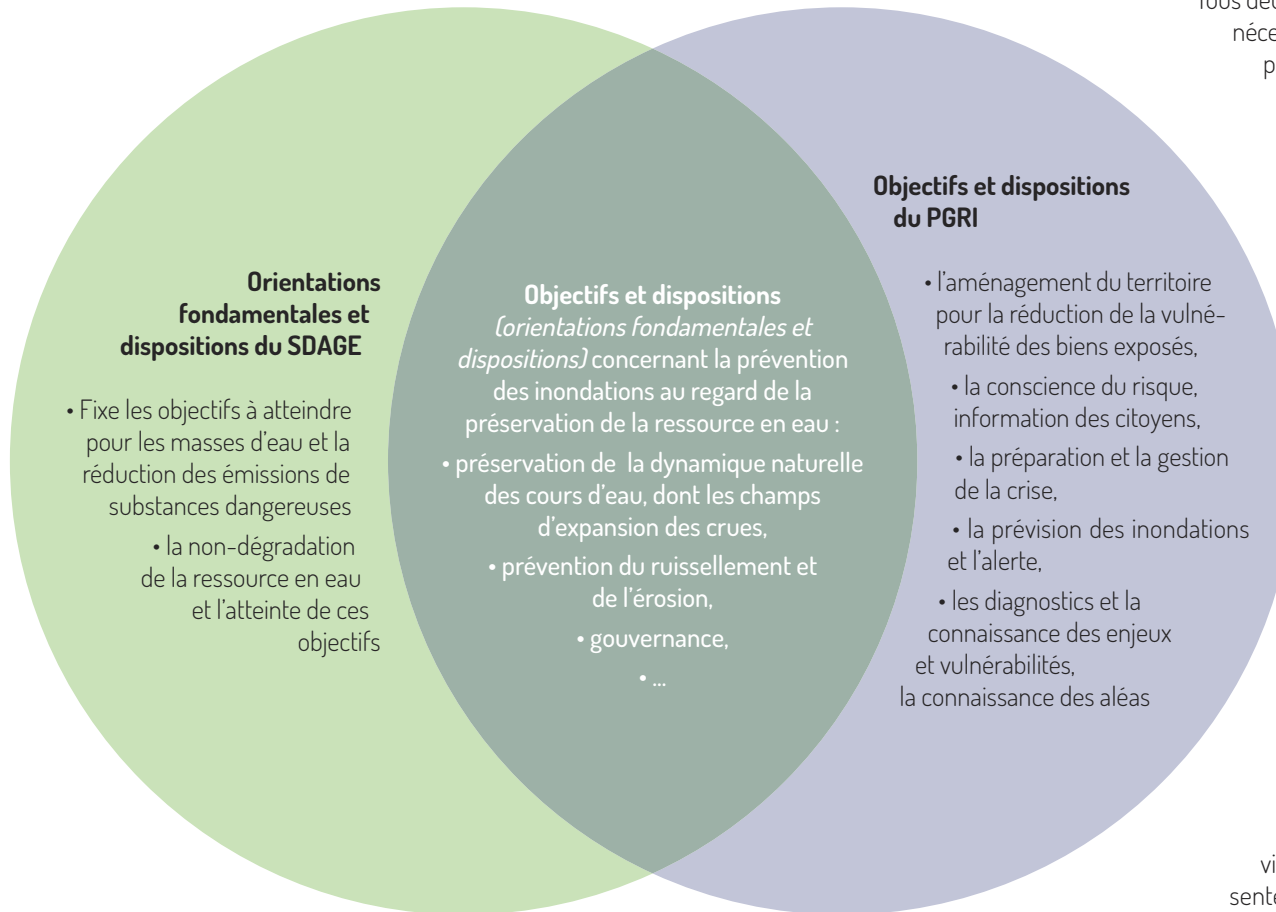 Orientations
fondamentales et
dispositions du SDAGE
• Fixe les objectifs à atteindre
pour les masses d'eau et la
réduction des émissions de
substances dangereuses
• la non-dégradation
de la ressource en eau
et l'atteinte de ces
objectifs
Objectifs et dispositions
(orientations fondamentales et
dispositions) concernant la prévention
des inondations au regard de la
préservation de la ressource en eau :
• préservation de la dynamique naturelle
des cours d'eau, dont les champs
d'expansion des crues,
• prévention du ruissellement et
de l'érosion,
• gouvernance,
• ...
Objectifs et dispositions
du PGRI
• l'aménagement du territoire
pour la réduction de la vulné-
rabilité des biens exposés,
• la conscience du risque,
information des citoyens,
• la préparation et la gestion
de la crise,
• la prévision des inondations
et l'alerte,
• les diagnostics et la
connaissance des enjeux
et vulnérabilités,
la connaissance des aléas